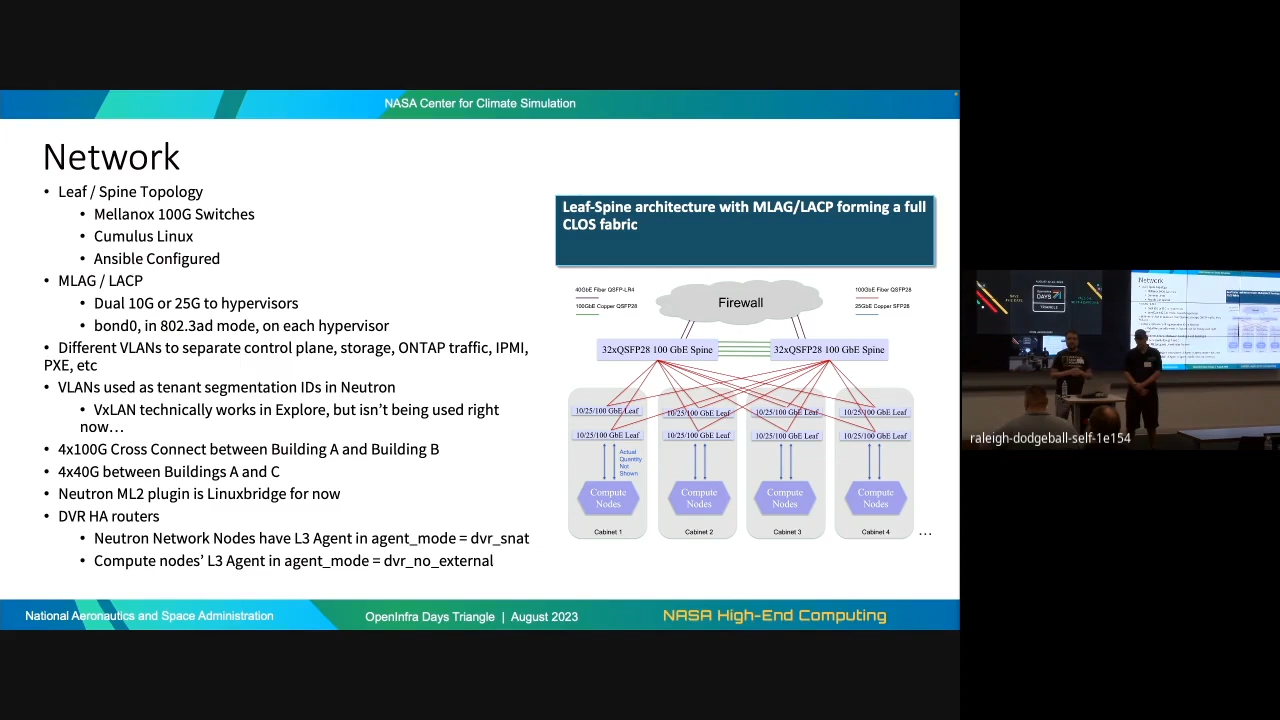 NASA Center for Climate Simulation
Network
• Leaf / Spine Topology
• Mellanox 100G Switches
• Cumulus Linux
• Ansible Configured
• MLAG / LACP
• Dual 10G or 25G to hypervisors
• bond0, in 802.3ad mode, on each hypervisor
• Different VLANs to separate control plane, storage, ONTAP traffic, IPMI,
PXE, etc
• VLANs used as tenant segmentation IDs in Neutron
• VxLAN technically works in Explore, but isn't being used right
now…
• 4x100G Cross Connect between Building A and Building B
• 4x40G between Buildings A and C
• Neutron ML2 plugin is Linuxbridge for now
• DVR HA routers
• Neutron Network Nodes have L3 Agent in agent_mode = dvr_snat
• Compute nodes' L3 Agent in agent_mode = dvr_no_external
Leaf-Spine architecture with MLAG/LACP forming a full
CLOS fabric
40GbE Fiber QSFP-LR4
100GbE Copper QSFP28
Firewall
100GbE Fiber QSFP28
25GbE Copper SFP28
32xQSFP28 100 GbE Spine
32xQSFP28 100 GbE Spine
10/25/100 GbE Leaf
10/25/100 GbE Leaf
10/25/100 GbE Leaf
10/25/100 GbE Leaf
10/25/100 GbE Leaf
10/25/100 GbE Leaf
10/25/100 GbE Leaf
10/25/100 GbE Leaf
Actual
Quantity
Not
Shown
Compute
Nodes
Compute
Nodes
Compute
Nodes
Compute
Nodes
Cabinet 1
Cabinet 2
Cabinet 3
Cabinet 4
…
National Aeronautics and Space Administration
OpenInfra Days Triangle | August 2023
NASA High-End Computing
Network
DAYS
raleigh-dodgeball-self-1e154